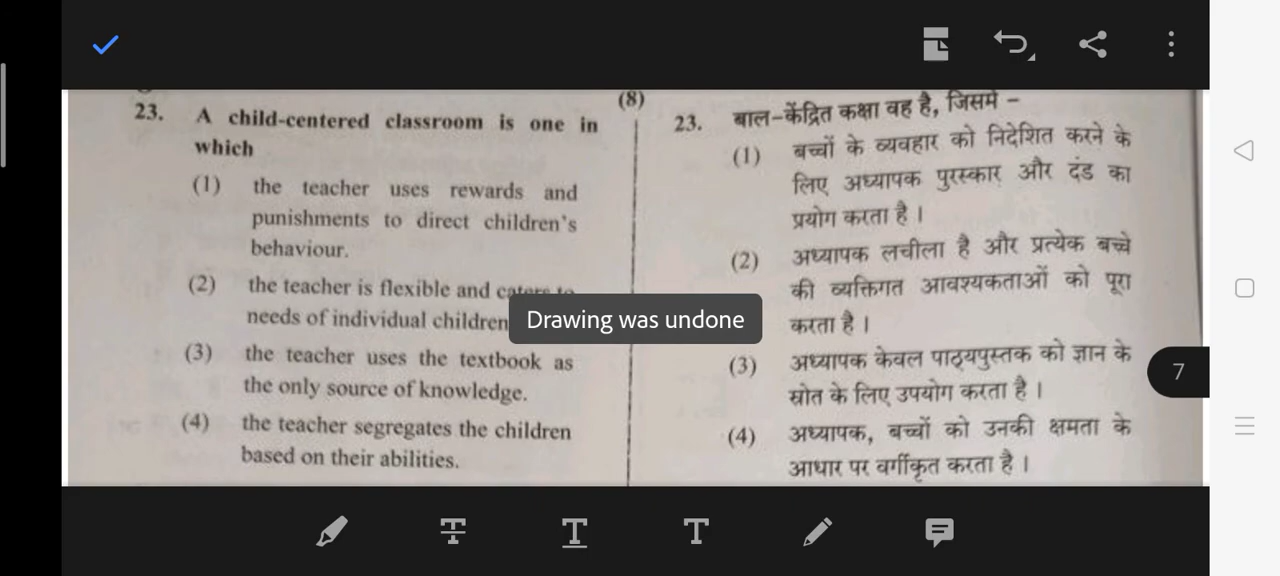 (8)
23. A child-centered classroom is one in
which
(1) the teacher uses rewards and
punishments to direct children's
behaviour.
(2) the teacher is flexible and caters to
needs of individual children
(3) the teacher uses the textbook as
the only source of knowledge.
(4) the teacher segregates the children
based on their abilities.
23. बाल-केंद्रित कक्षा वह है, जिसमें –
(1) बच्चों के व्यवहार को निदेशित करने के
लिए अध्यापक पुरस्कार और दंड का
प्रयोग करता है ।
(2) अध्यापक लचीला है और प्रत्येक बच्चे
की व्यक्तिगत आवश्यकताओं को पूरा
करता है ।
(3) अध्यापक केवल पाठ्यपुस्तक को ज्ञान के
स्रोत के लिए उपयोग करता है ।
(4) अध्यापक, बच्चों को उनकी क्षमता के
आधार पर वर्गीकृत करता है ।
Drawing was undone
7